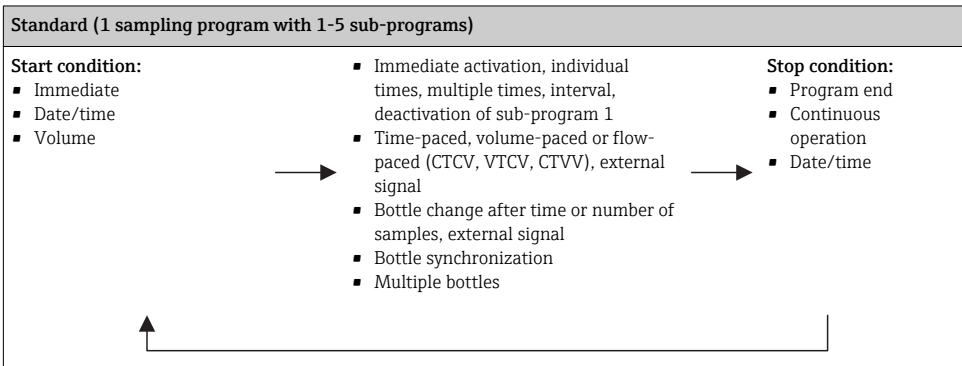 Standard (1 sampling program with 1-5 sub-programs)
Start condition:
▪ Immediate
▪ Date/time
▪ Volume
▪ Immediate activation, individual
times, multiple times, interval,
deactivation of sub-program 1
▪ Time-paced, volume-paced or flow-
paced (CTCV, VTCV, CTVV), external
signal
▪ Bottle change after time or number of
samples, external signal
▪ Bottle synchronization
▪ Multiple bottles
Stop condition:
▪ Program end
▪ Continuous
operation
▪ Date/time